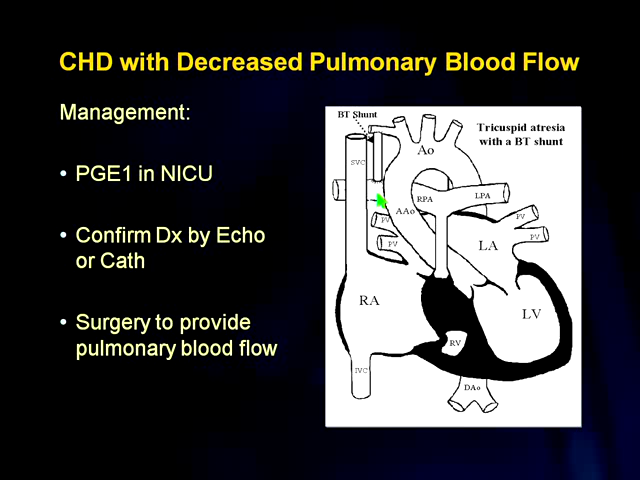 CHD with Decreased Pulmonary Blood Flow
Management:
• PGE1 in NICU
• Confirm Dx by Echo
or Cath
• Surgery to provide
pulmonary blood flow
BT Shunt
Tricuspid atresia
with a BT shunt
Ao
SVC
RPA
LPA
AAo
PV
PV
PV
PV
LA
RA
LV
RV
IVC
DAo